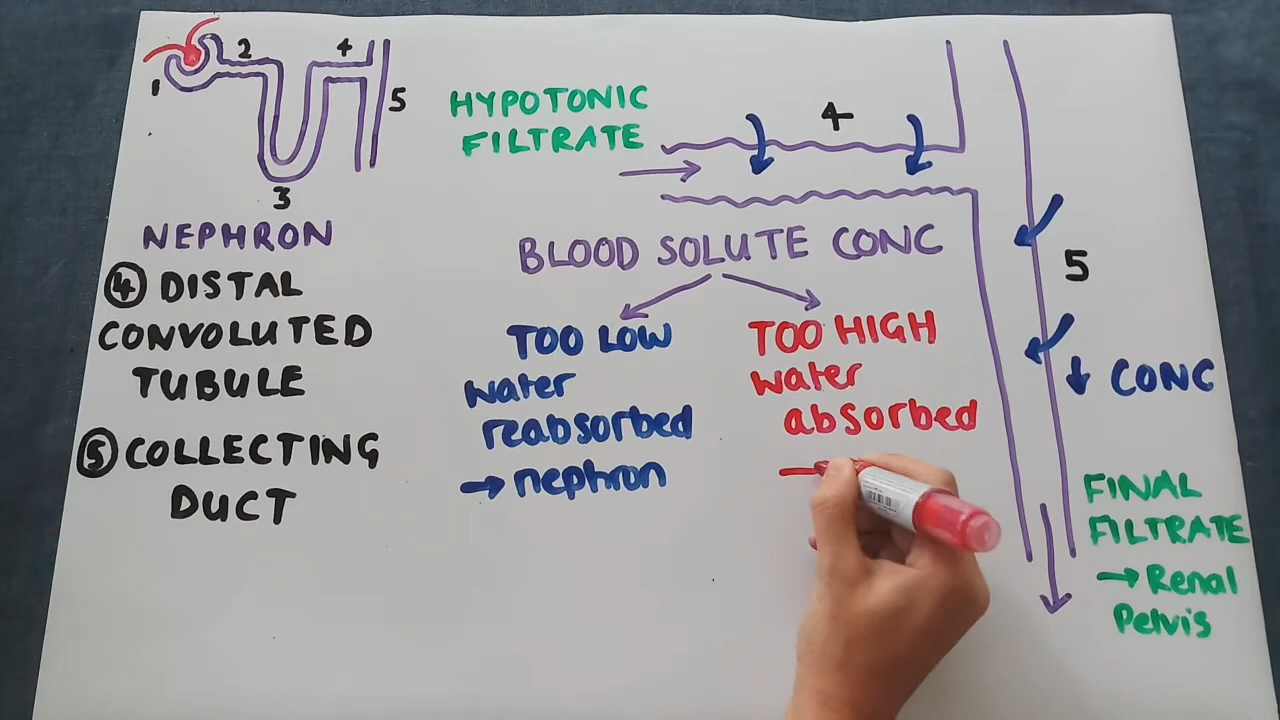 1
2
3
4
5
NEPHRON
④ DISTAL
CONVOLUTED
TUBULE
⑤ COLLECTING
DUCT
HYPOTONIC
FILTRATE
4
5
BLOOD SOLUTE CONC
TOO LOW
water
reabsorbed
→ nephron
TOO HIGH
water
absorbed
↓ CONC
FINAL
FILTRATE
→ Renal
Pelvis